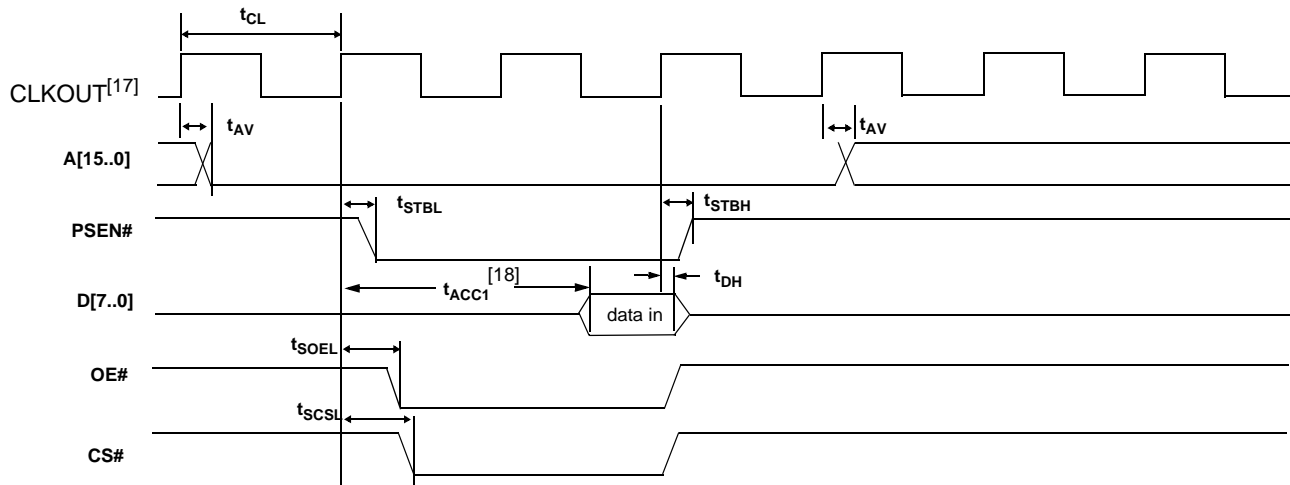 tCL
CLKOUT[17]
tAV
tAV
A[15..0]
tSTBL
tSTBH
PSEN#
[18]
tDH
tACC1
D[7..0]
data in
tSOEL
OE#
tSCSL
CS#